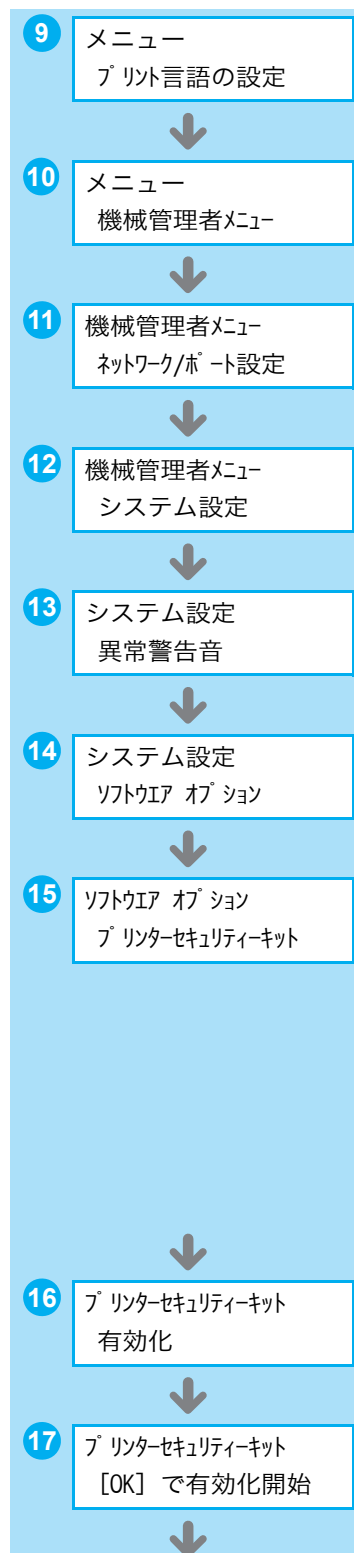 9
メニュー
プリント言語の設定
10
メニュー
機械管理者ﾒﾆｭｰ
11
機械管理者ﾒﾆｭｰ
ﾈｯﾄﾜｰｸ/ﾎﾟｰﾄ設定
12
機械管理者ﾒﾆｭｰ
システム設定
13
システム設定
異常警告音
14
システム設定
ｿﾌﾄｳｴｱ ｵﾌﾟｼｮﾝ
15
ｿﾌﾄｳｴｱ ｵﾌﾟｼｮﾝ
ﾌﾟﾘﾝﾀｰｾｷｭﾘﾃｨｰｷｯﾄ
16
ﾌﾟﾘﾝﾀｰｾｷｭﾘﾃｨｰｷｯﾄ
有効化
17
ﾌﾟﾘﾝﾀｰｾｷｭﾘﾃｨｰｷｯﾄ
[OK] で有効化開始